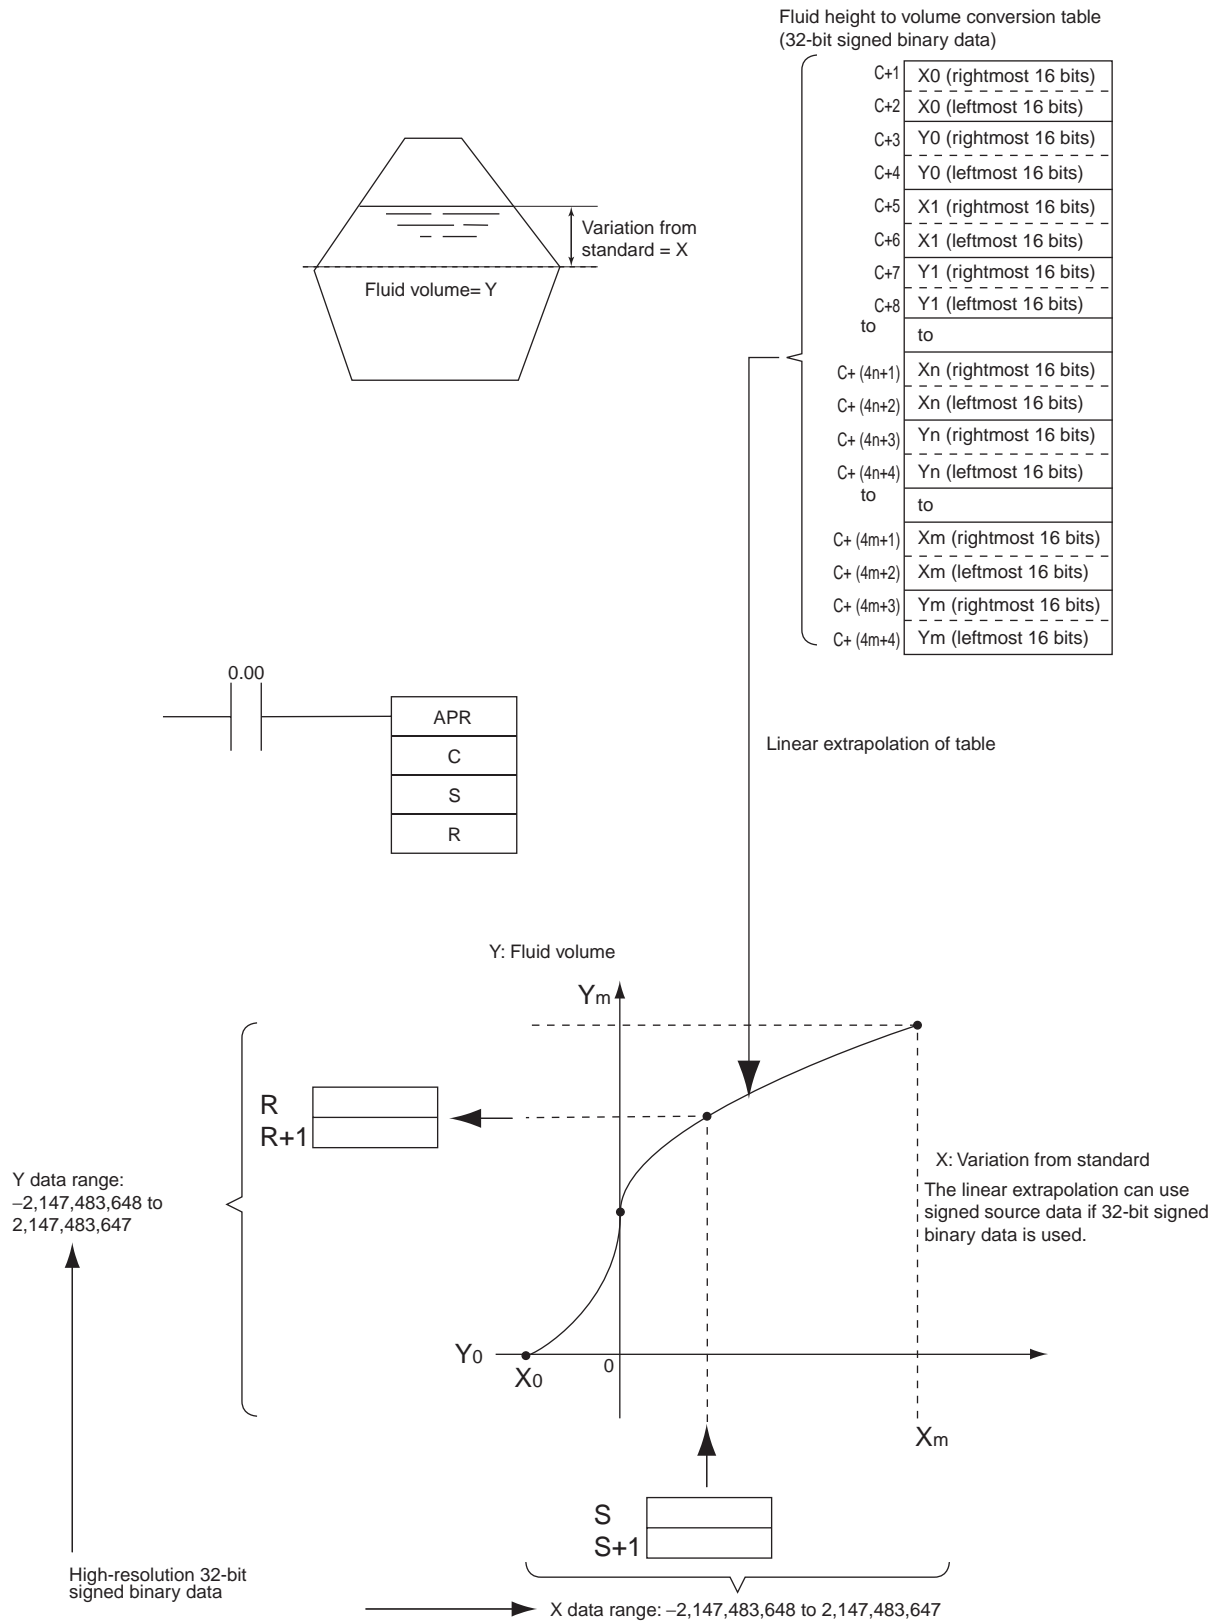 Fluid height to volume conversion table
(32-bit signed binary data)
C+1 X0 (rightmost 16 bits)
C+2 X0 (leftmost 16 bits)
C+3 Y0 (rightmost 16 bits)
C+4 Y0 (leftmost 16 bits)
C+5 X1 (rightmost 16 bits)
C+6 X1 (leftmost 16 bits)
C+7 Y1 (rightmost 16 bits)
C+8 Y1 (leftmost 16 bits)
to to
C+ (4n+1) Xn (rightmost 16 bits)
C+ (4n+2) Xn (leftmost 16 bits)
C+ (4n+3) Yn (rightmost 16 bits)
C+ (4n+4) Yn (leftmost 16 bits)
to to
C+ (4m+1) Xm (rightmost 16 bits)
C+ (4m+2) Xm (leftmost 16 bits)
C+ (4m+3) Ym (rightmost 16 bits)
C+ (4m+4) Ym (leftmost 16 bits)
Variation from
standard = X
Fluid volume= Y
0.00
APR
C
S
R
Linear extrapolation of table
Y: Fluid volume
Ym
R
R+1
X: Variation from standard
The linear extrapolation can use
signed source data if 32-bit signed
binary data is used.
Y data range:
–2,147,483,648 to
2,147,483,647
Y0
X0
0
Xm
S
S+1
High-resolution 32-bit
signed binary data
X data range: –2,147,483,648 to 2,147,483,647